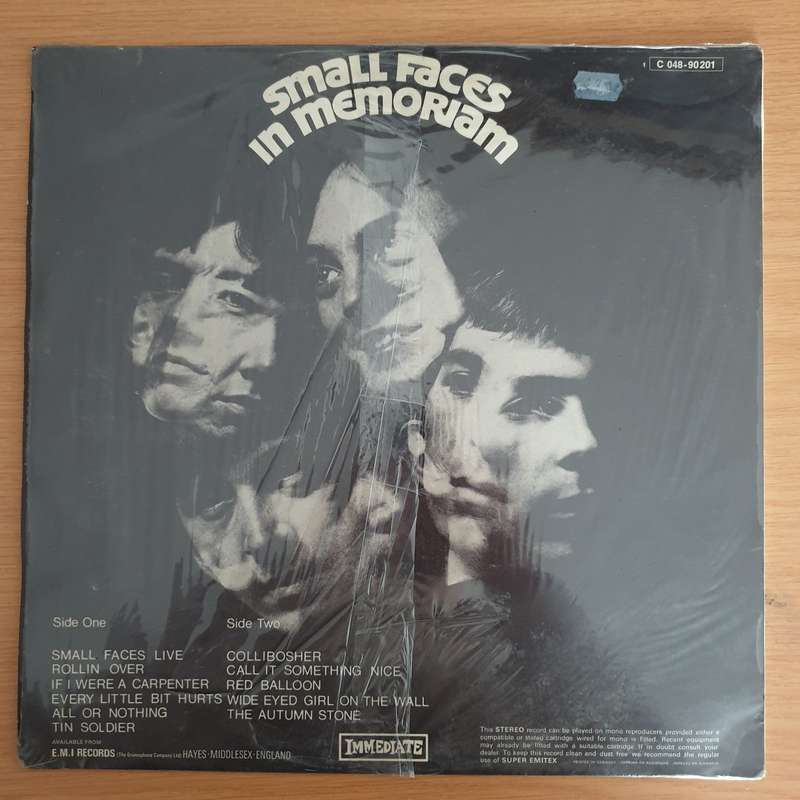 1 C 048-90201
Small Faces
in memoriam
Side One
SMALL FACES LIVE
ROLLIN OVER
IF I WERE A CARPENTER
EVERY LITTLE BIT HURTS
ALL OR NOTHING
TIN SOLDIER
Side Two
COLLIBOSHER
CALL IT SOMETHING NICE
RED BALLOON
WIDE EYED GIRL ON THE WALL
THE AUTUMN STONE
AVAILABLE FROM
E.M.I RECORDS (The Gramophone Company Ltd) HAYES·MIDDLESEX·ENGLAND
IMMEDIATE
This STEREO record can be played on mono reproducers provided either a
compatible or stereo cartridge wired for mono is fitted. Recent equipment
may already be fitted with a suitable cartridge. If in doubt consult your
dealer. To keep this record clean and dust free we recommend the regular
use of SUPER EMITEX